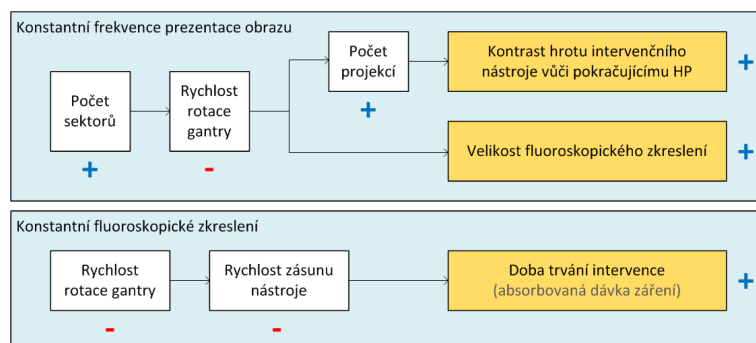 Konstantní frekvence prezentace obrazu
Počet
sektorů
+
Rychlost
rotace
gantry
-
Počet
projekcí
+
Kontrast hrotu intervenčního
nástroje vůči pokračujícímu HP
+
Velikost fluoroskopického zkreslení
+
Konstantní fluoroskopické zkreslení
Rychlost
rotace gantry
-
Rychlost zásunu
nástroje
-
Doba trvání intervence
(absorbovaná dávka záření)
+